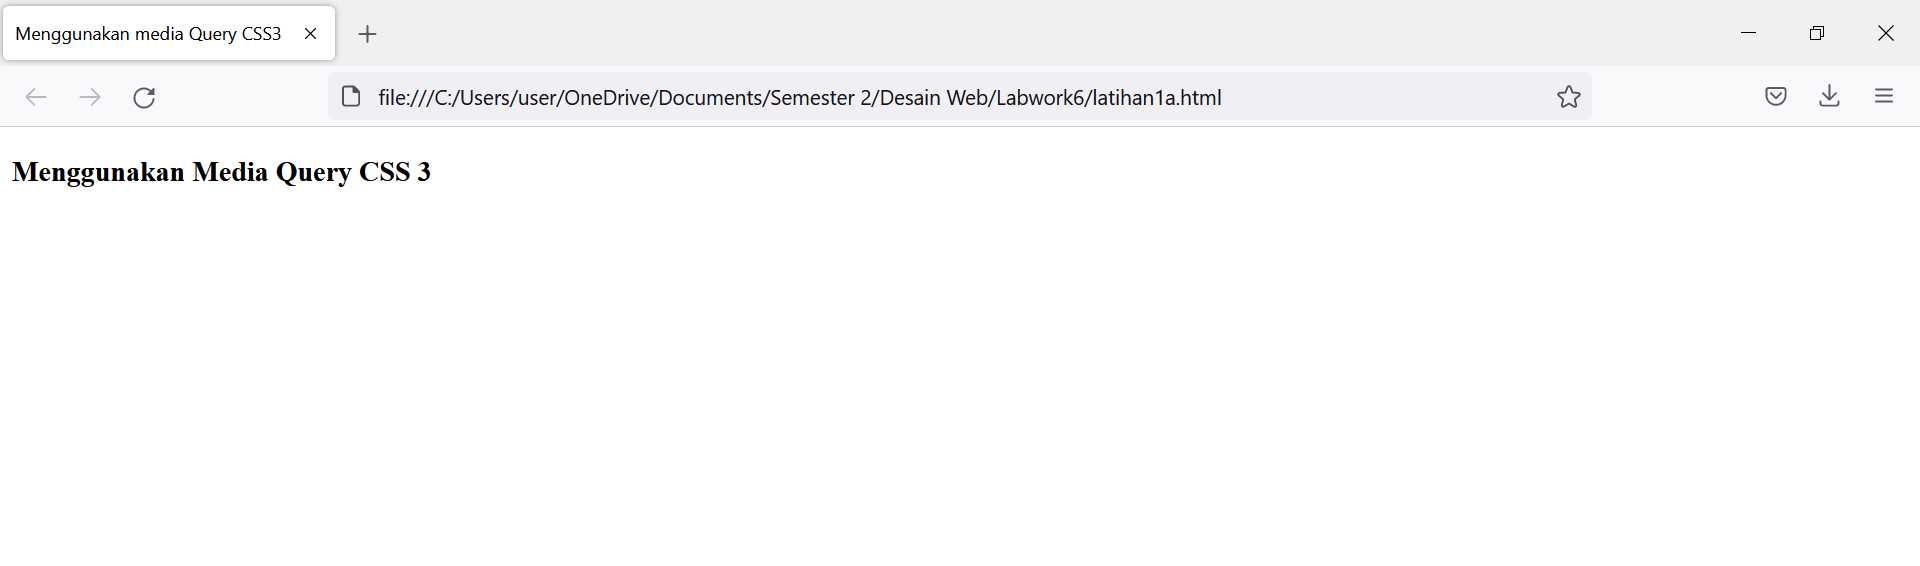 Menggunakan media Query CSS3
file:///C:/Users/user/OneDrive/Documents/Semester 2/Desain Web/Labwork6/latihan1a.html
Menggunakan Media Query CSS 3